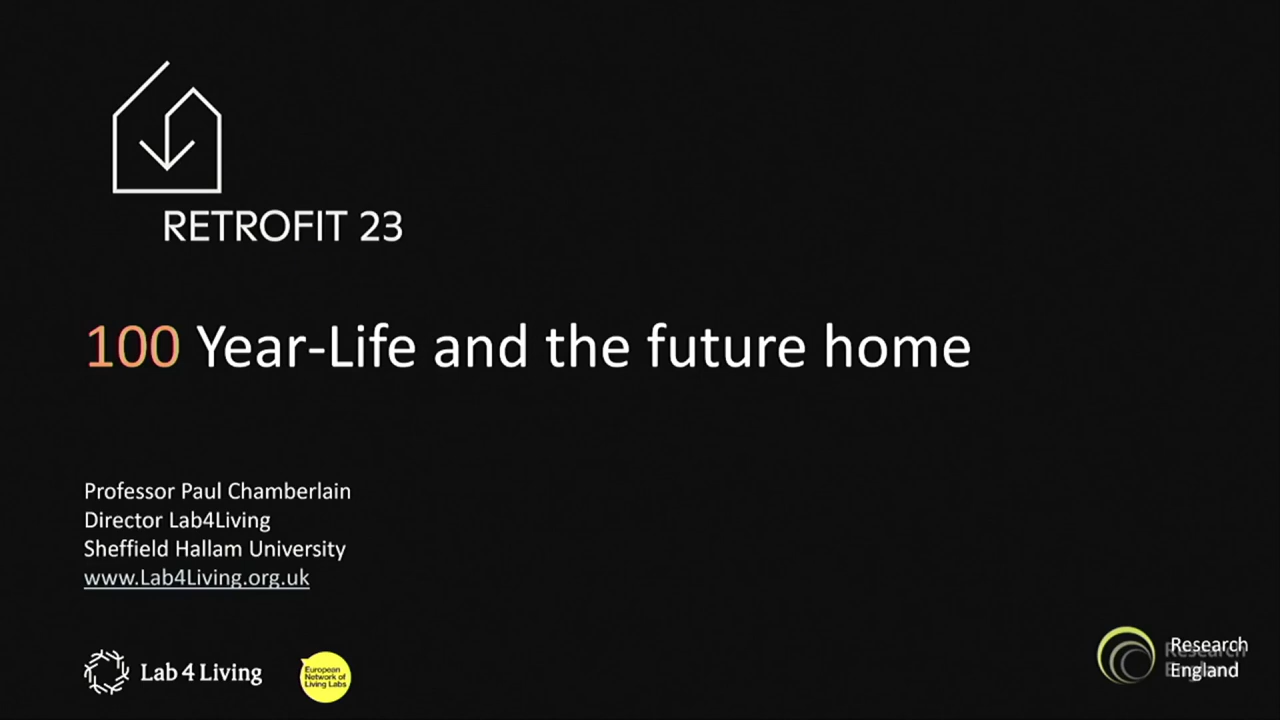 RETROFIT 23
100 Year-Life and the future home
Professor Paul Chamberlain
Director Lab4Living
Sheffield Hallam University
www.Lab4Living.org.uk
Lab 4 Living
European
Network of
Living Labs
Research
England